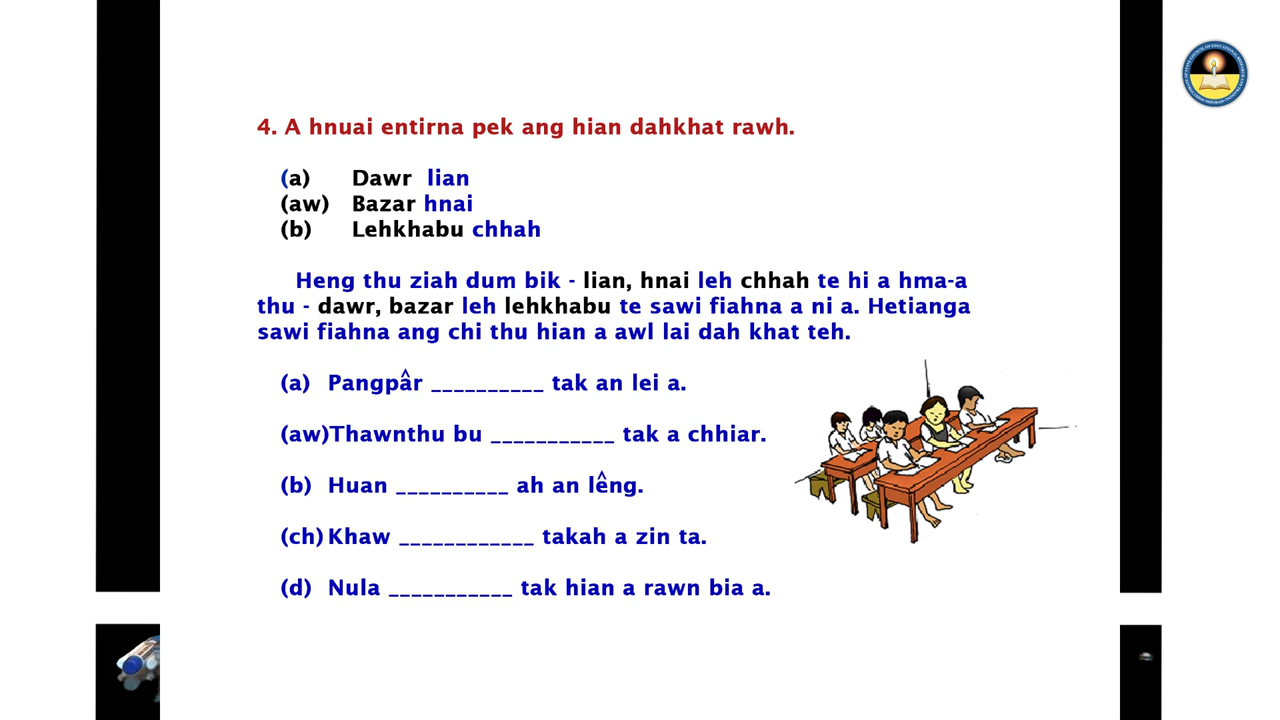 4. A hnuai entirna pek ang hian dahkhat rawh.
(a) Dawr lian
(aw) Bazar hnai
(b) Lehkhabu chhah
Heng thu ziah dum bik - lian, hnai leh chhah te hi a hma-a
thu - dawr, bazar leh lehkhabu te sawi fiahna a ni a. Hetianga
sawi fiahna ang chi thu hian a awl lai dah khat teh.
(a) Pangpâr __________ tak an lei a.
(aw)Thawnthu bu ___________ tak a chhiar.
(b) Huan __________ ah an lêng.
(ch) Khaw ____________ takah a zin ta.
(d) Nula ___________ tak hian a rawn bia a.